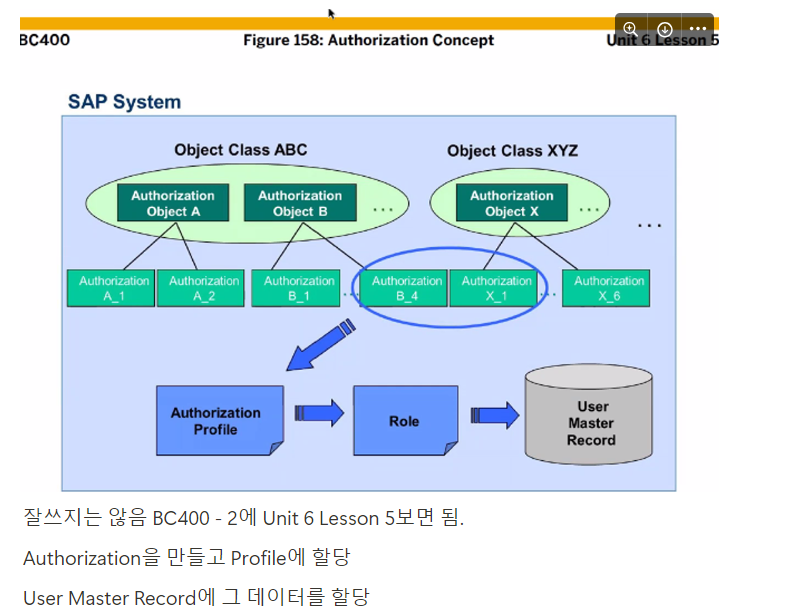 BC400
Figure 158: Authorization Concept
Unit 6 Lesson 5
SAP System
Object Class ABC
Object Class XYZ
Authorization
Object A
Authorization
Object B
...
Authorization
Object X
...
...
Authorization
A_1
Authorization
A_2
Authorization
B_1
...
Authorization
B_4
Authorization
X_1
...
Authorization
X_6
Authorization
Profile
Role
User
Master
Record
잘쓰지는 않음 BC400 - 2에 Unit 6 Lesson 5보면 됨.
Authorization을 만들고 Profile에 할당
User Master Record에 그 데이터를 할당